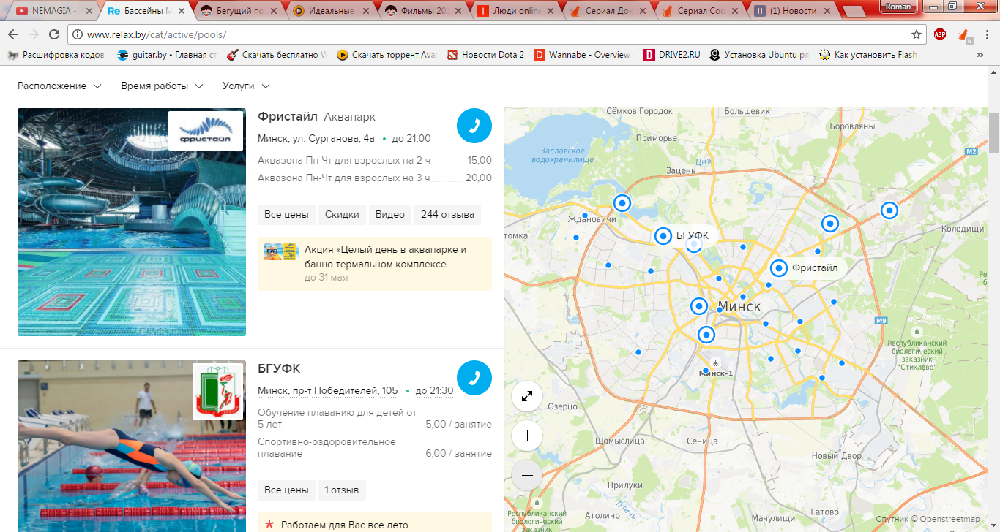 NEMAGIA -
Re Бассейны М
Бегущий по
Идеальные
Фильмы 201
Люди online
Сериал Док
Сериал Coo
(1) Новости
Roman
www.relax.by/cat/active/pools/
ABP
6
Расшифровка кодов
guitar.by • Главная ст
Скачать бесплатно
Скачать торрент Ava
Новости Dota 2
Wannabe - Overview
DRIVE2.RU
Установка Ubuntu ря
Как установить Flash
Расположение
Время работы
Услуги
фристайл
Фристайл Аквапарк
Минск, ул. Сурганова, 4а • до 21:00
Аквазона Пн-Чт для взрослых на 2 ч 15,00
Аквазона Пн-Чт для взрослых на 3 ч 20,00
Все цены
Скидки
Видео
244 отзыва
Акция «Целый день в аквапарке и
банно-термальном комплексе –...
до 31 мая
БГУФК
Минск, пр-т Победителей, 105 • до 21:30
Обучение плаванию для детей от
5 лет 5,00 / занятие
Спортивно-оздоровительное
плавание 6,00 / занятие
Все цены
1 отзыв
* Работаем для Вас все лето
Сёмков Городок
Большевик
Боровляны
Приморье
Заславское
водохранилище
Цна
M2
Зацень
Ждановичи
Колодищи
томка
БГУФК
Фристайл
Минск
M9
Республиканский
биологический
заказник
"Стиклёво"
Минск-1
Озерцо
Щомыслица
Сеница
Новый Двор
Прилуки
Птичь
Республиканский
биологический
Атолино
Мачулищи
Гатово
Спутник © Openstreetmap